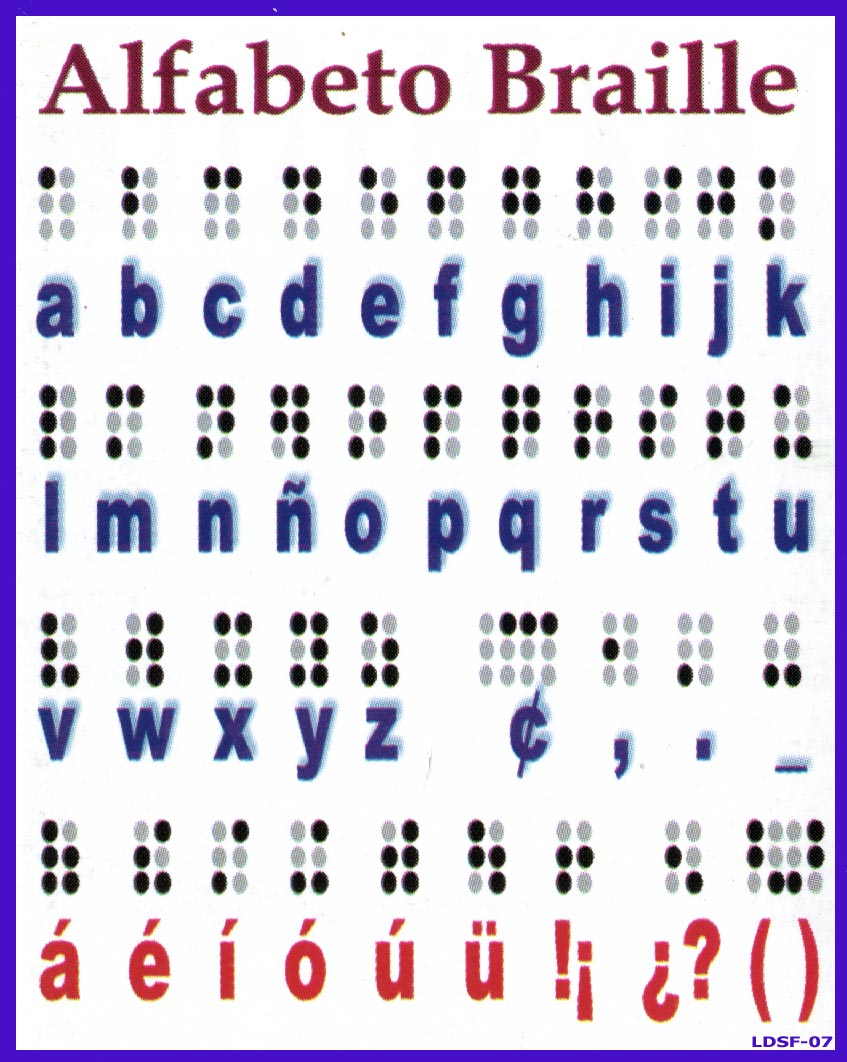 Alfabeto Braille
a b c d e f g h i j k
l m n ñ o p q r s t u
v w x y z ¢ , . _
á é í ó ú ü !¡ ¿? ( )
LDSF-07